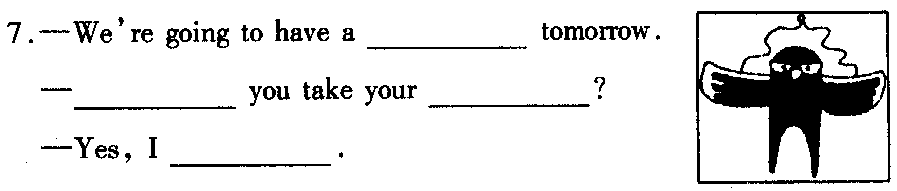 7.—We're going to have a ________ tomorrow.
—________ you take your ________?
—Yes, I ________.